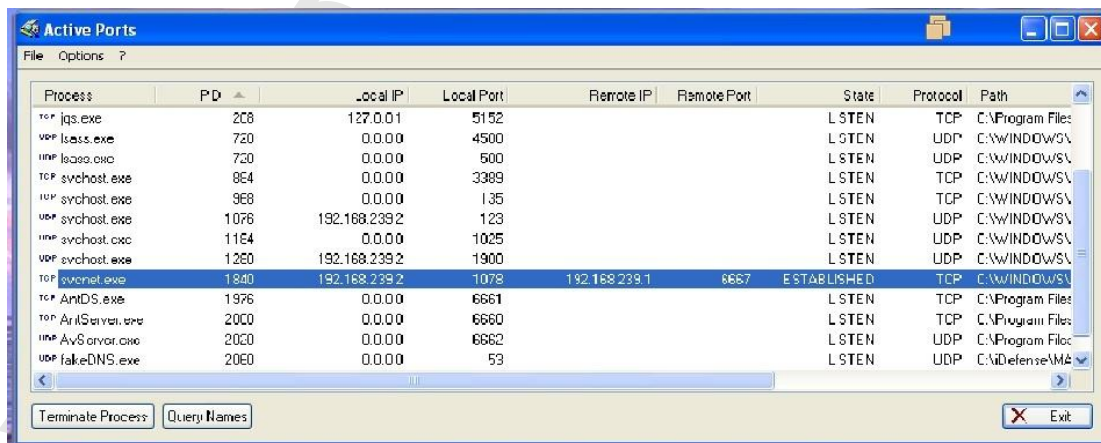 Active Ports
File Options ?
Process PID Local IP Local Port Remote IP Remote Port State Protocol Path
TCP jqs.exe 208 127.0.0.1 5152 LISTEN TCP C:\Program Files
UDP lsass.exe 720 0.0.0.0 4500 LISTEN UDP C:\WINDOWS\
UDP lsass.exe 720 0.0.0.0 500 LISTEN UDP C:\WINDOWS\
TCP svchost.exe 884 0.0.0.0 3389 LISTEN TCP C:\WINDOWS\
TCP svchost.exe 968 0.0.0.0 135 LISTEN TCP C:\WINDOWS\
UDP svchost.exe 1076 192.168.239.2 123 LISTEN UDP C:\WINDOWS\
UDP svchost.exe 1164 0.0.0.0 1025 LISTEN UDP C:\WINDOWS\
UDP svchost.exe 1280 192.168.239.2 1900 LISTEN UDP C:\WINDOWS\
TCP svcnet.exe 1840 192.168.239.2 1078 192.168.239.1 6667 ESTABLISHED TCP C:\WINDOWS\
TCP AntDS.exe 1976 0.0.0.0 6661 LISTEN TCP C:\Program Files
TCP AntServer.exe 2000 0.0.0.0 6660 LISTEN TCP C:\Program Files
UDP AvServer.exe 2020 0.0.0.0 6662 LISTEN UDP C:\Program Files
UDP fakeDNS.exe 2060 0.0.0.0 53 LISTEN UDP C:\iDefense\MA
Terminate Process Query Names Exit